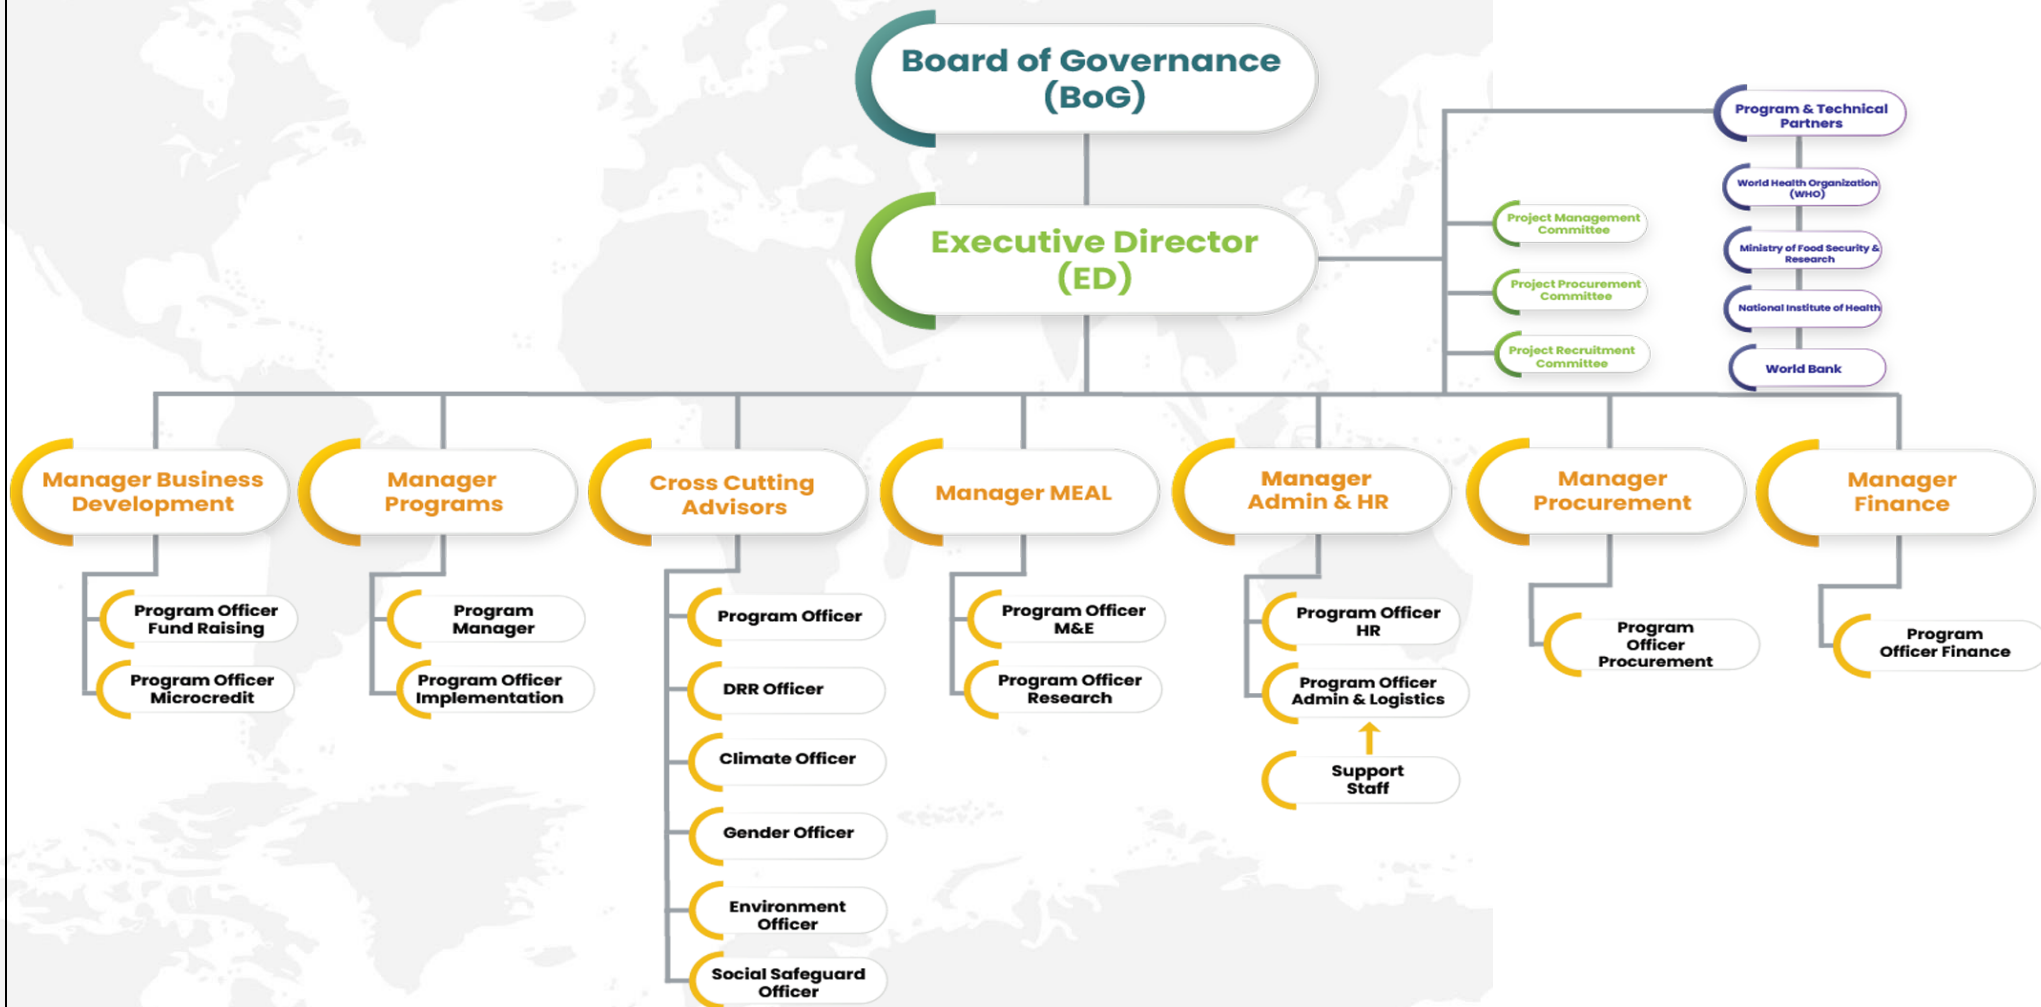 Board of Governance
(BoG)
Executive Director
(ED)
Program & Technical
Partners
World Health Organization
(WHO)
Ministry of Food Security &
Research
National Institute of Health
World Bank
Project Management
Committee
Project Procurement
Committee
Project Recruitment
Committee
Manager Business
Development
Manager
Programs
Cross Cutting
Advisors
Manager MEAL
Manager
Admin & HR
Manager
Procurement
Manager
Finance
Program Officer
Fund Raising
Program Officer
Microcredit
Program
Manager
Program Officer
Implementation
Program Officer
DRR Officer
Climate Officer
Gender Officer
Environment
Officer
Social Safeguard
Officer
Program Officer
M&E
Program Officer
Research
Program Officer
HR
Program Officer
Admin & Logistics
Support
Staff
Program
Officer
Procurement
Program
Officer Finance